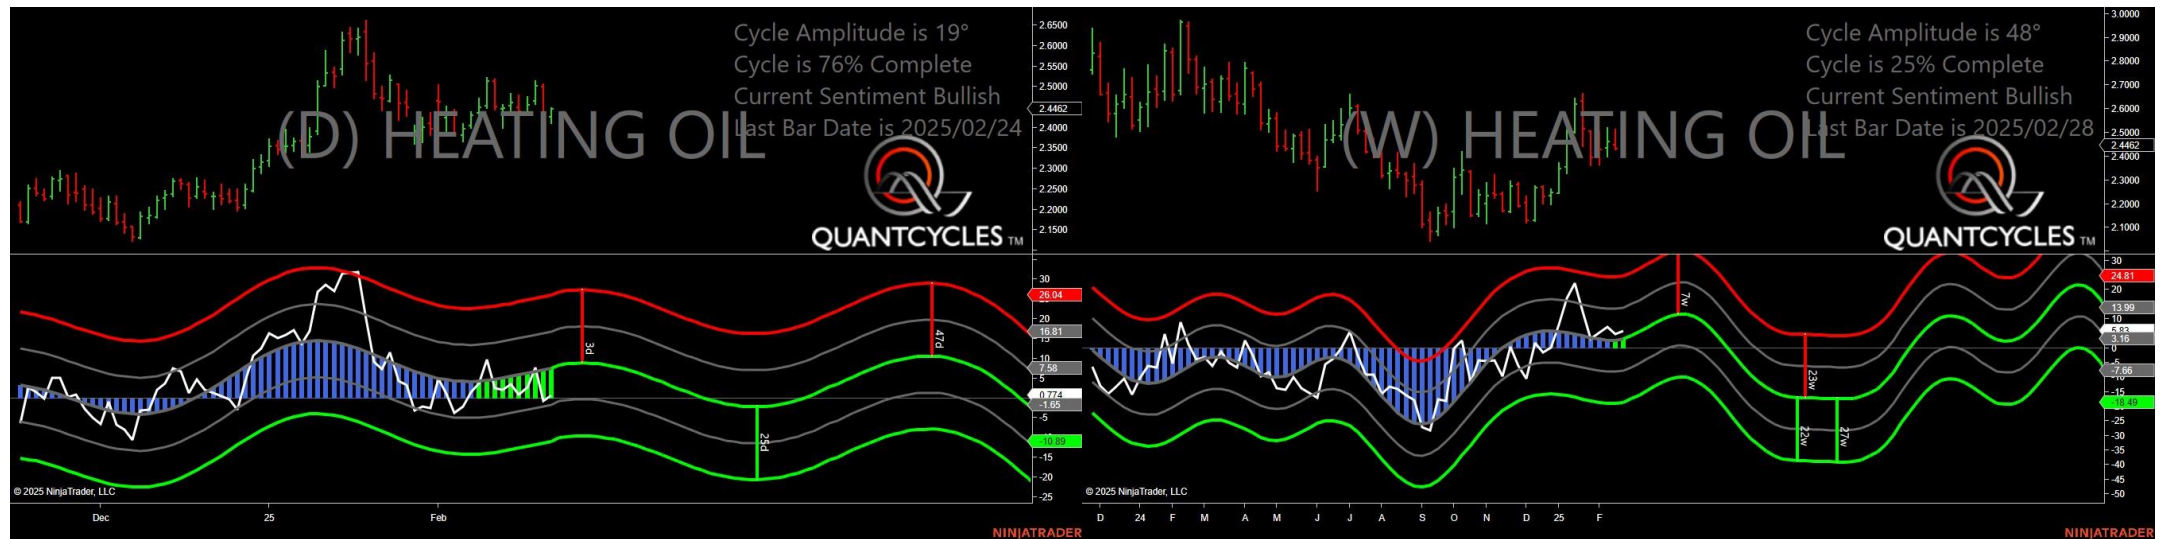 Cycle Amplitude is 19°
Cycle is 76% Complete
Current Sentiment Bullish
Last Bar Date is 2025/02/24
(D) HEATING OIL
QUANTCYCLES TM
2.6500
2.6000
2.5500
2.5000
2.4462
2.4000
2.3500
2.3000
2.2500
2.2000
2.1500
30
26.04
20
16.81
15
10
7.58
5
0.774
-1.65
-5
-10.89
-15
-20
-25
3d
25d
47d
© 2025 NinjaTrader, LLC
Dec
25
Feb
NINJATRADER
Cycle Amplitude is 48°
Cycle is 25% Complete
Current Sentiment Bullish
Last Bar Date is 2025/02/28
(W) HEATING OIL
QUANTCYCLES TM
3.0000
2.9000
2.8000
2.7000
2.6000
2.5000
2.4462
2.4000
2.3000
2.2000
2.1000
30
24.81
20
13.99
10
5.83
3.16
0
-7.66
-15
-18.49
-25
-30
-35
-40
-45
-50
7w
23w
22w
27w
© 2025 NinjaTrader, LLC
D 24 F M A M J J A S O N D 25 F
NINJATRADER